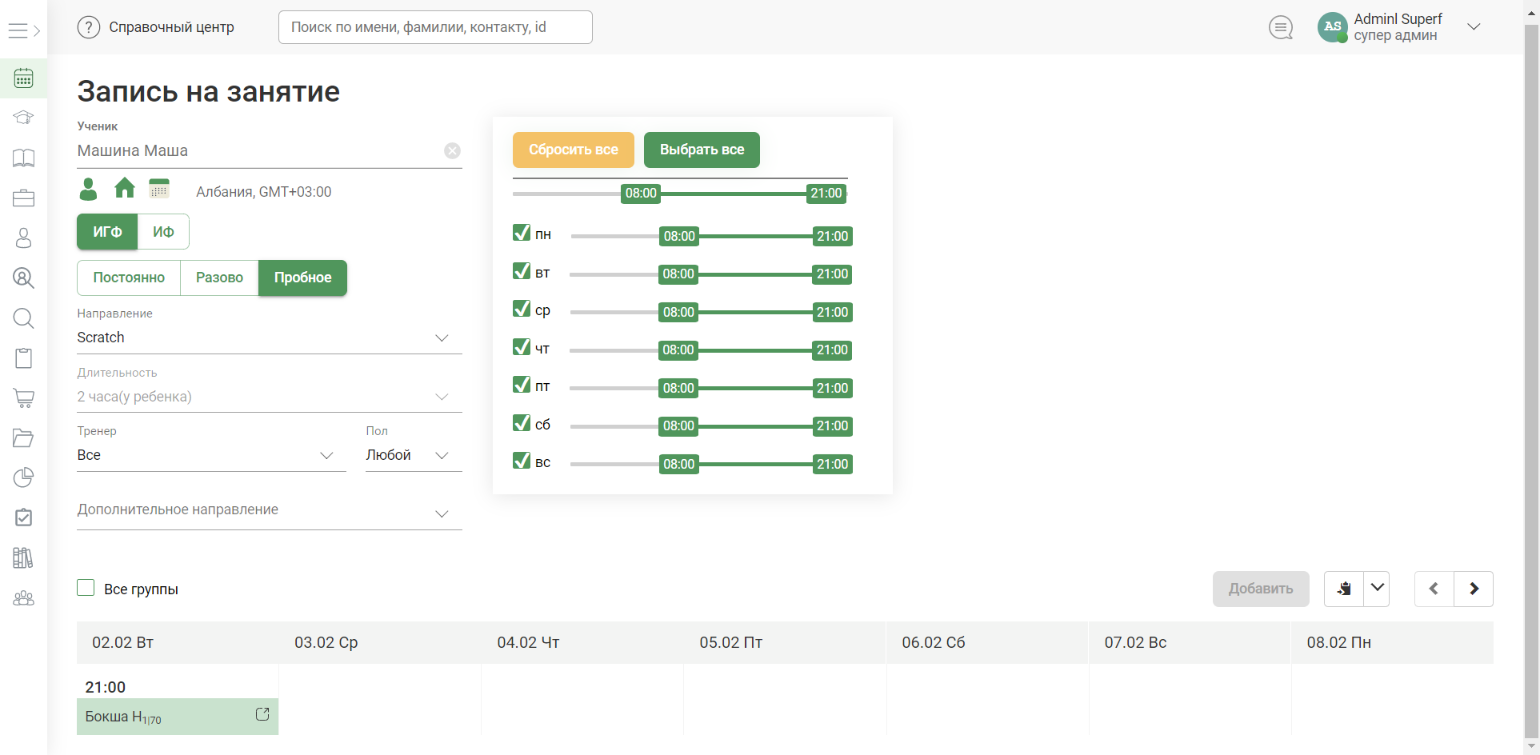 Справочный центр
Поиск по имени, фамилии, контакту, id
AS
Adminl Superf
супер админ
Запись на занятие
Ученик
Машина Маша
Албания, GMT+03:00
ИГФ ИФ
Постоянно Разово Пробное
Направление
Scratch
Длительность
2 часа(у ребенка)
Тренер Пол
Все Любой
Дополнительное направление
Сбросить все Выбрать все
08:00 21:00
пн 08:00 21:00
вт 08:00 21:00
ср 08:00 21:00
чт 08:00 21:00
пт 08:00 21:00
сб 08:00 21:00
вс 08:00 21:00
Все группы Добавить
02.02 Вт 03.02 Ср 04.02 Чт 05.02 Пт 06.02 Сб 07.02 Вс 08.02 Пн
21:00
Бокша Н1|70